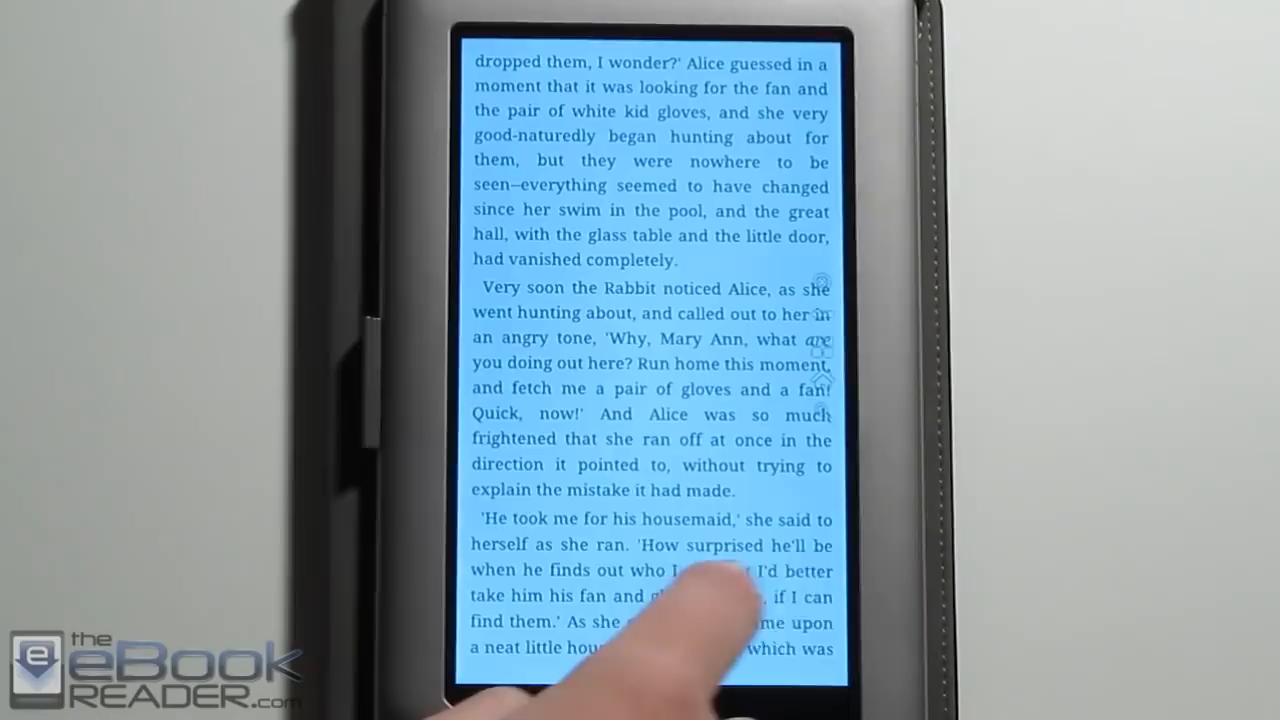 dropped them, I wonder?' Alice guessed in a
moment that it was looking for the fan and
the pair of white kid gloves, and she very
good-naturedly began hunting about for
them, but they were nowhere to be
seen—everything seemed to have changed
since her swim in the pool, and the great
hall, with the glass table and the little door,
had vanished completely.
Very soon the Rabbit noticed Alice, as she
went hunting about, and called out to her in
an angry tone, 'Why, Mary Ann, what are
you doing out here? Run home this moment,
and fetch me a pair of gloves and a fan!
Quick, now!' And Alice was so much
frightened that she ran off at once in the
direction it pointed to, without trying to
explain the mistake it had made.
'He took me for his housemaid,' she said to
herself as she ran. 'How surprised he'll be
when he finds out who I I'd better
take him his fan and if I can
find them.' As she upon
a neat little which was
the
eBook
READER.com